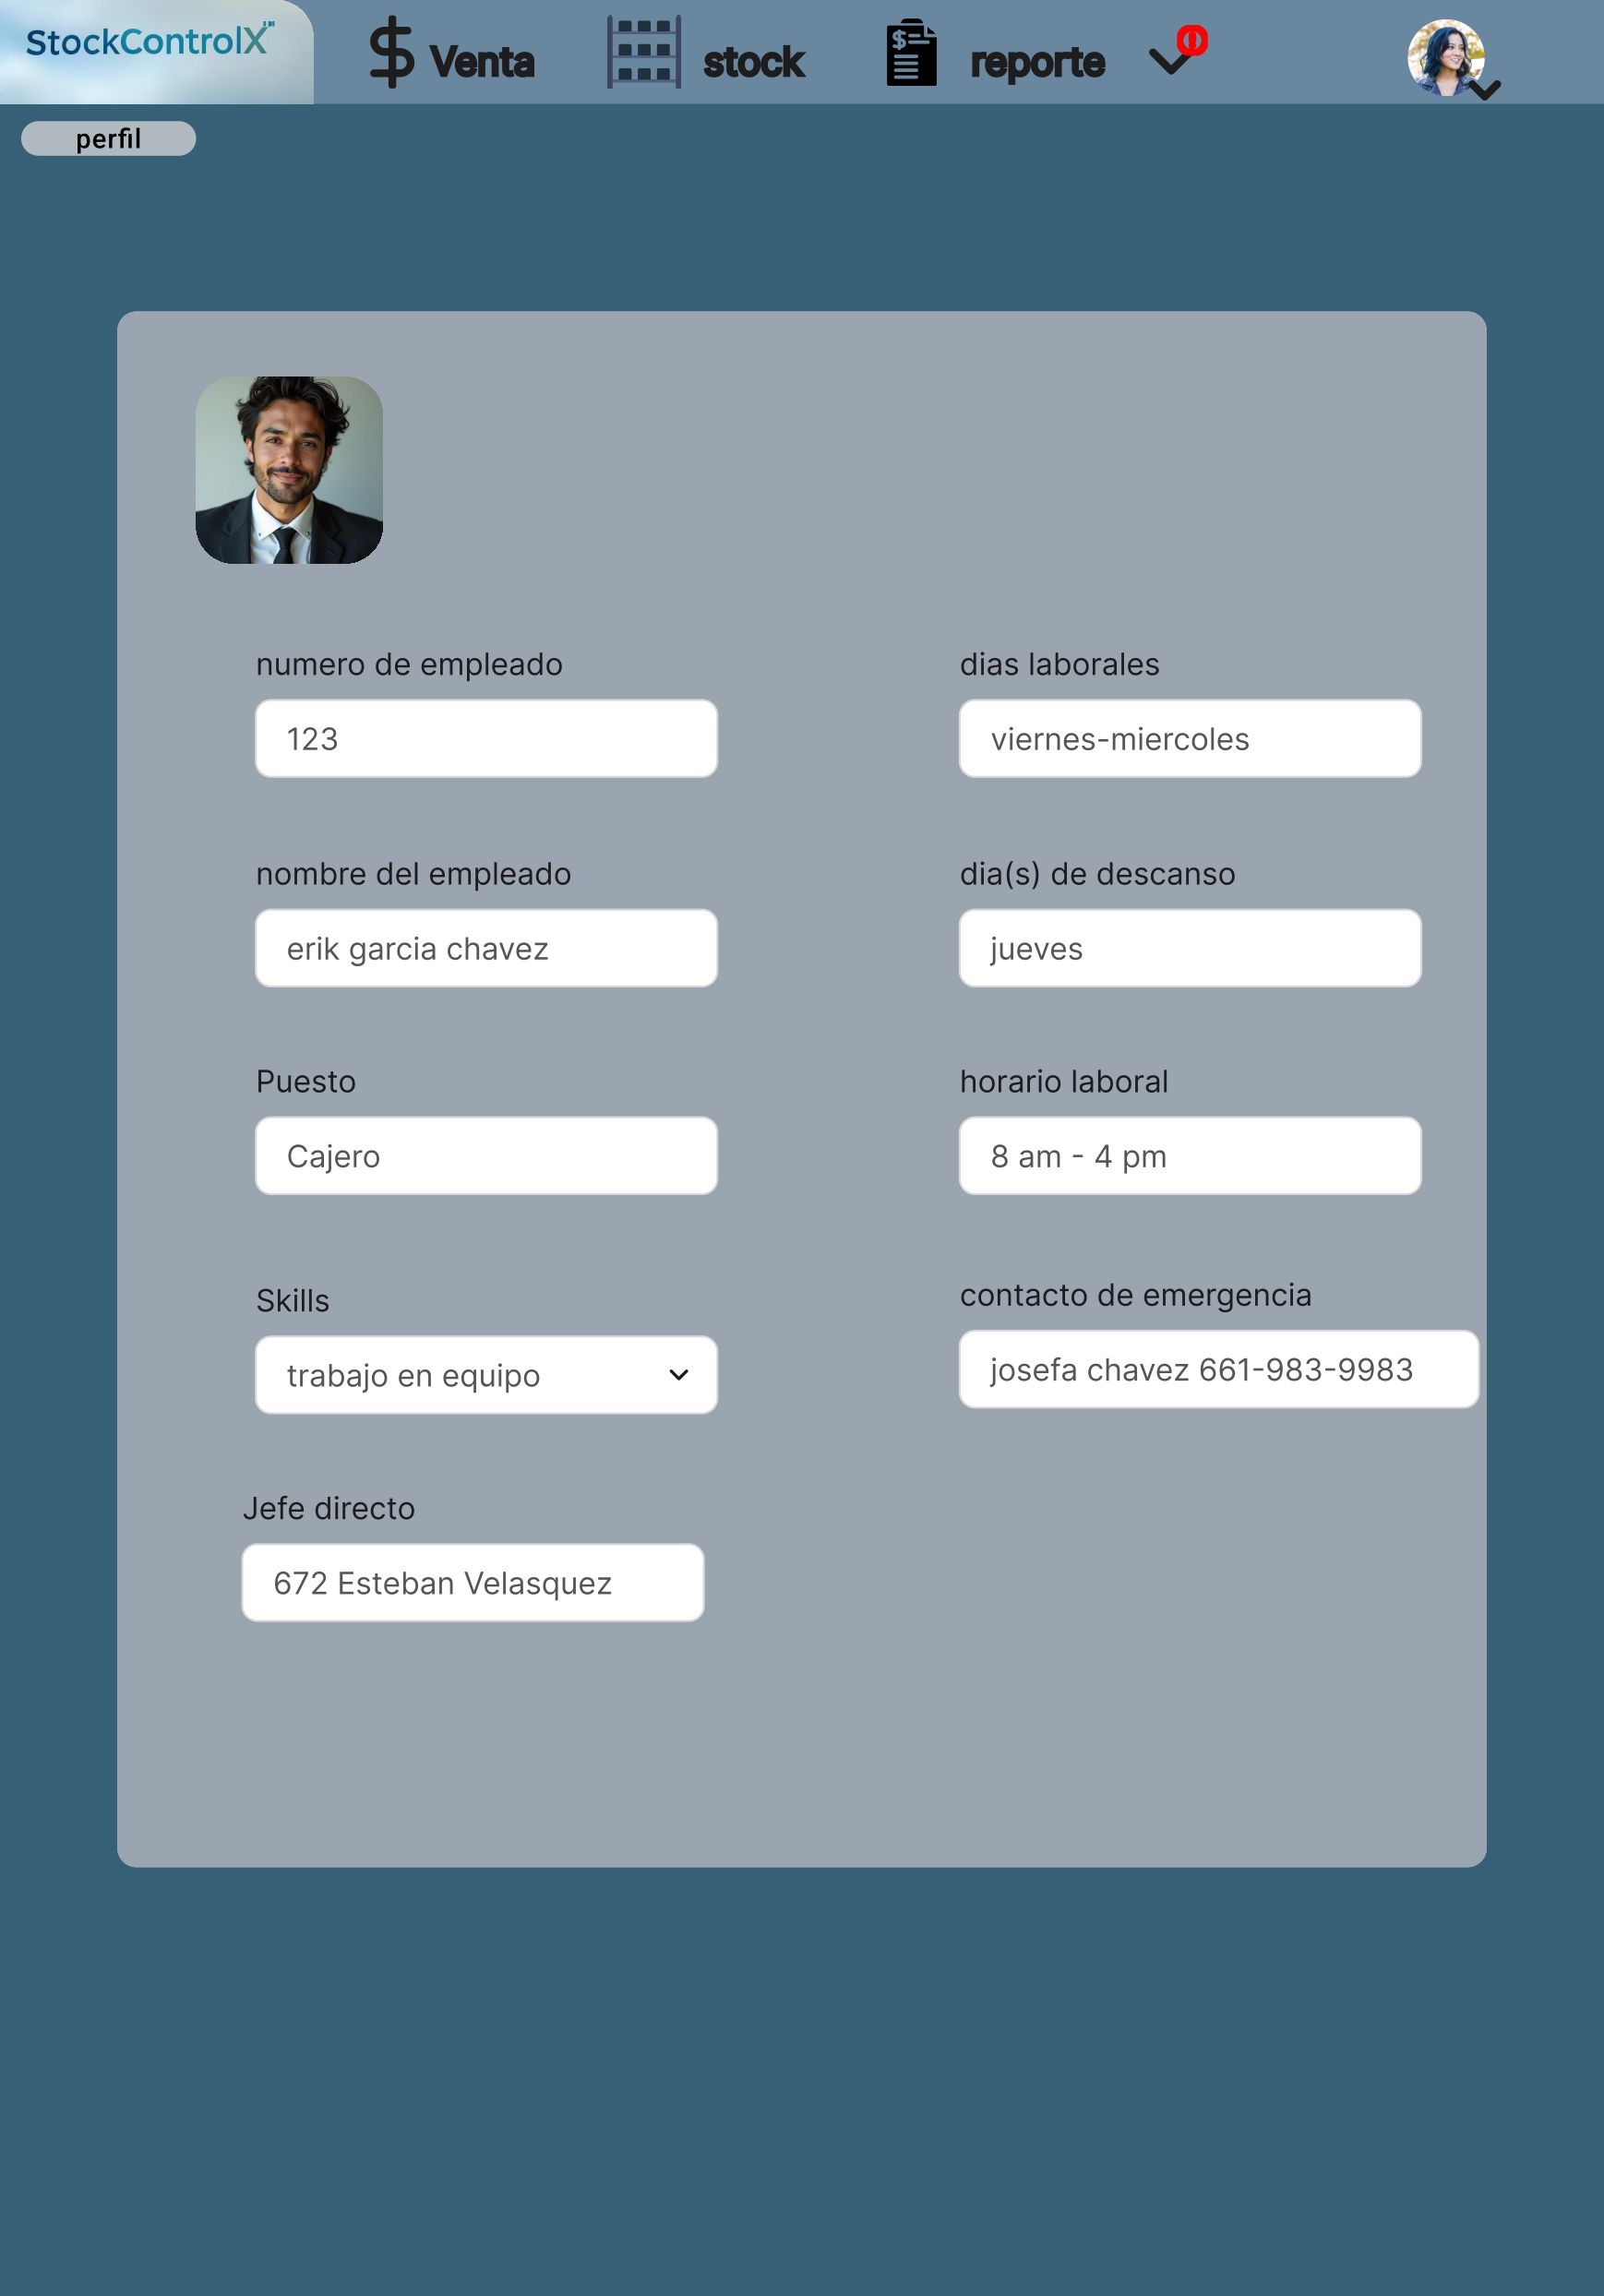 StockControlX
Venta
stock
reporte
0
perfil
numero de empleado
123
dias laborales
viernes-miercoles
nombre del empleado
erik garcia chavez
dia(s) de descanso
jueves
Puesto
Cajero
horario laboral
8 am - 4 pm
Skills
trabajo en equipo
contacto de emergencia
josefa chavez 661-983-9983
Jefe directo
672 Esteban Velasquez